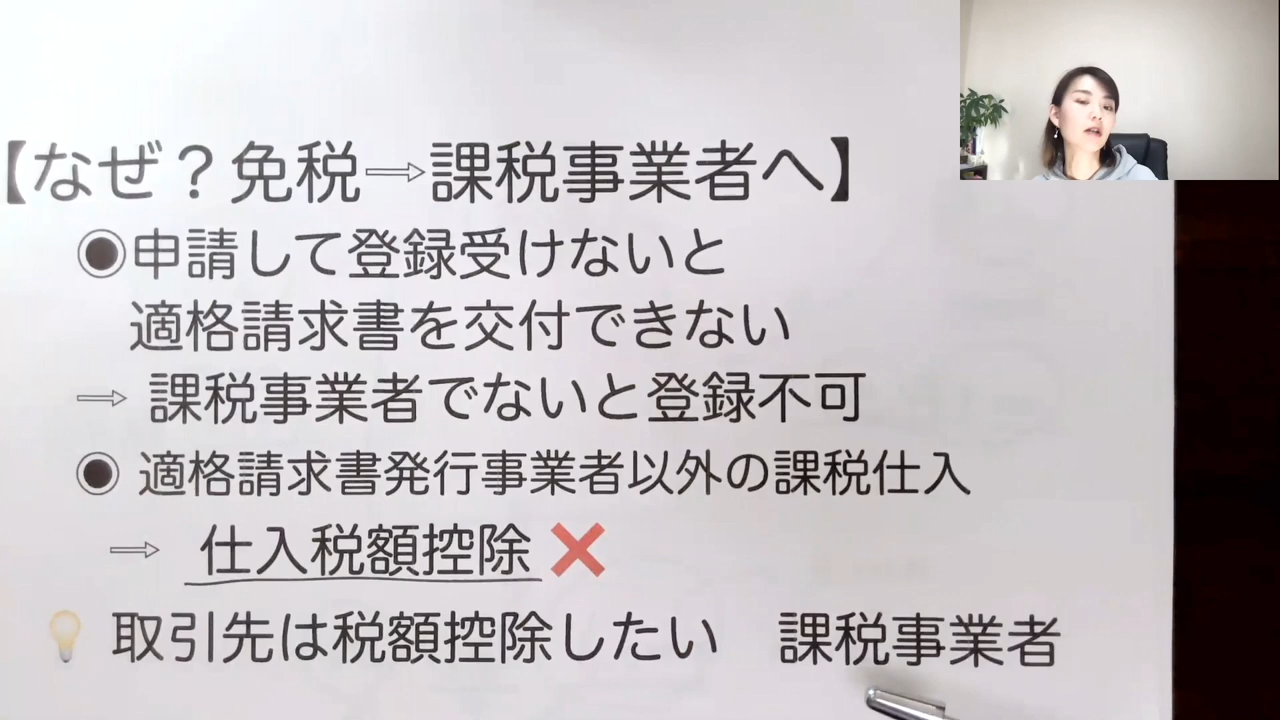 【なぜ？免税⇨課税事業者へ】
◉申請して登録受けないと
適格請求書を交付できない
⇨ 課税事業者でないと登録不可
◉ 適格請求書発行事業者以外の課税仕入
⇨ 仕入税額控除❌
💡 取引先は税額控除したい 課税事業者